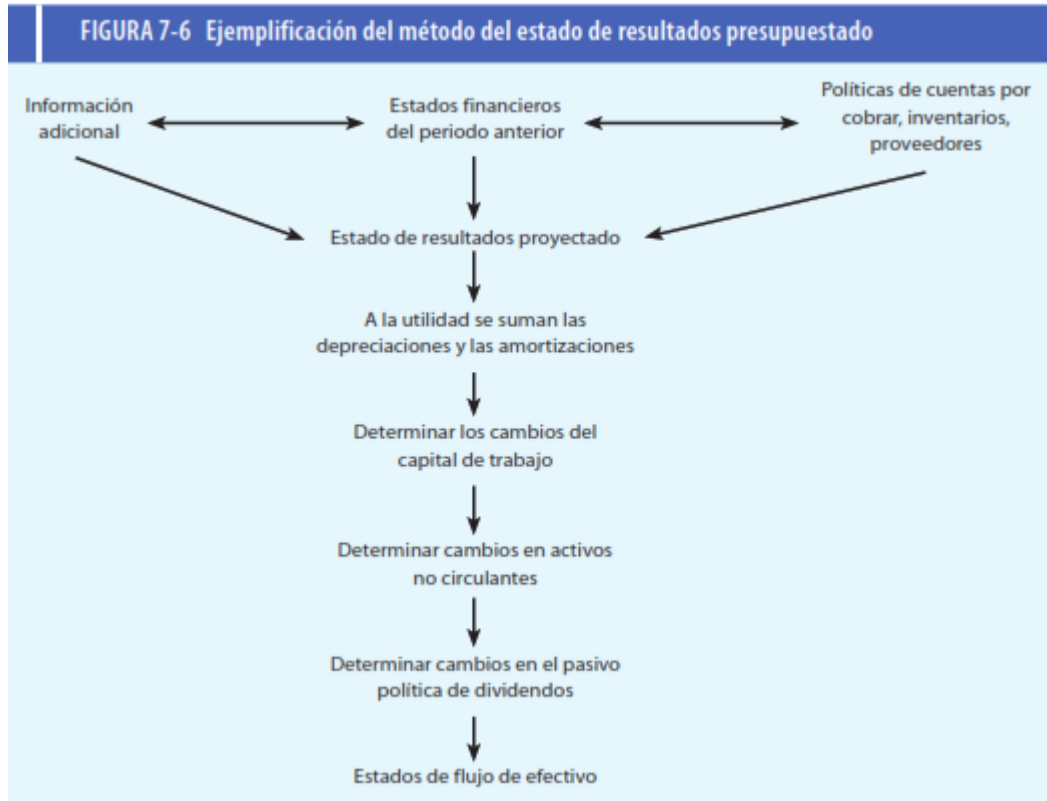 FIGURA 7-6 Ejemplificación del método del estado de resultados presupuestado
Información
adicional
Estados financieros
del periodo anterior
Políticas de cuentas por
cobrar, inventarios,
proveedores
Estado de resultados proyectado
A la utilidad se suman las
depreciaciones y las amortizaciones
Determinar los cambios del
capital de trabajo
Determinar cambios en activos
no circulantes
Determinar cambios en el pasivo
política de dividendos
Estados de flujo de efectivo